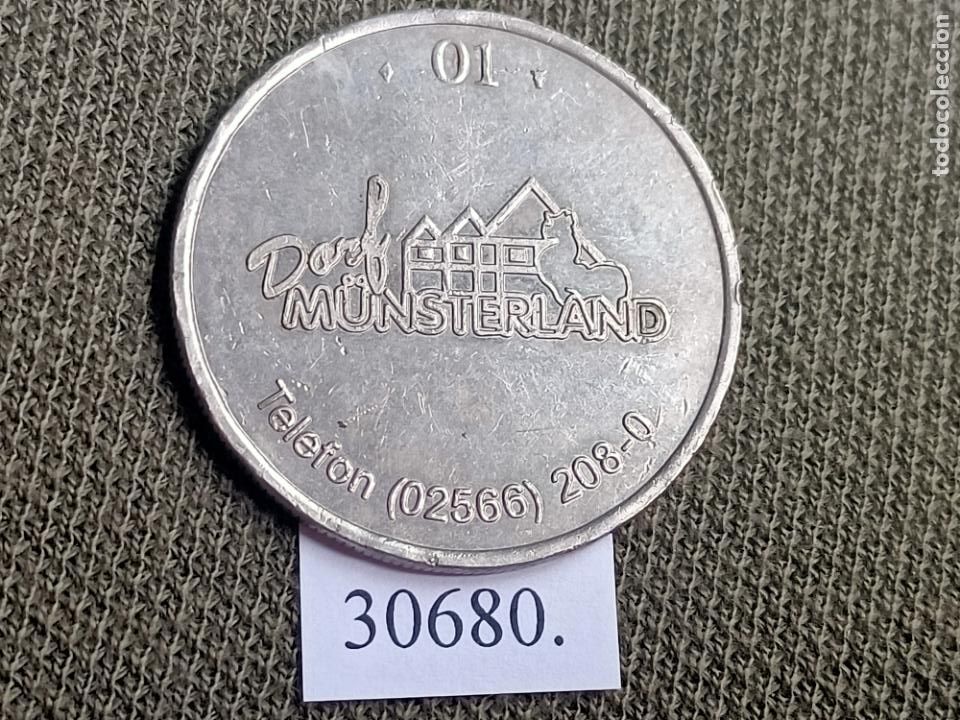 01
Dorf
MÜNSTERLAND
Telefon (02566) 208-0
30680.
todocoleccion